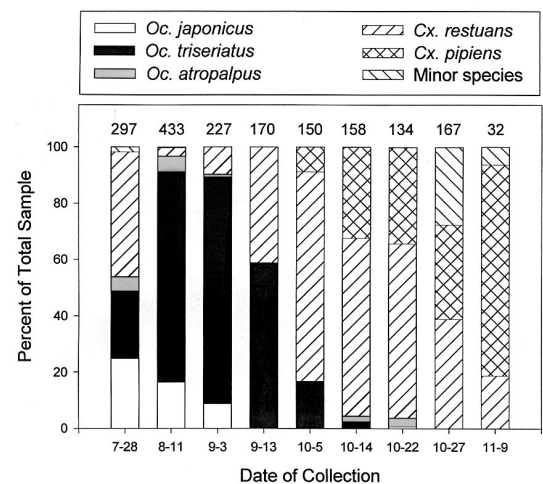 Oc. japonicus
Oc. triseriatus
Oc. atropalpus
Cx. restuans
Cx. pipiens
Minor species
297 433 227 170 150 158 134 167 32
Percent of Total Sample
100
80
60
40
20
0
7-28 8-11 9-3 9-13 10-5 10-14 10-22 10-27 11-9
Date of Collection